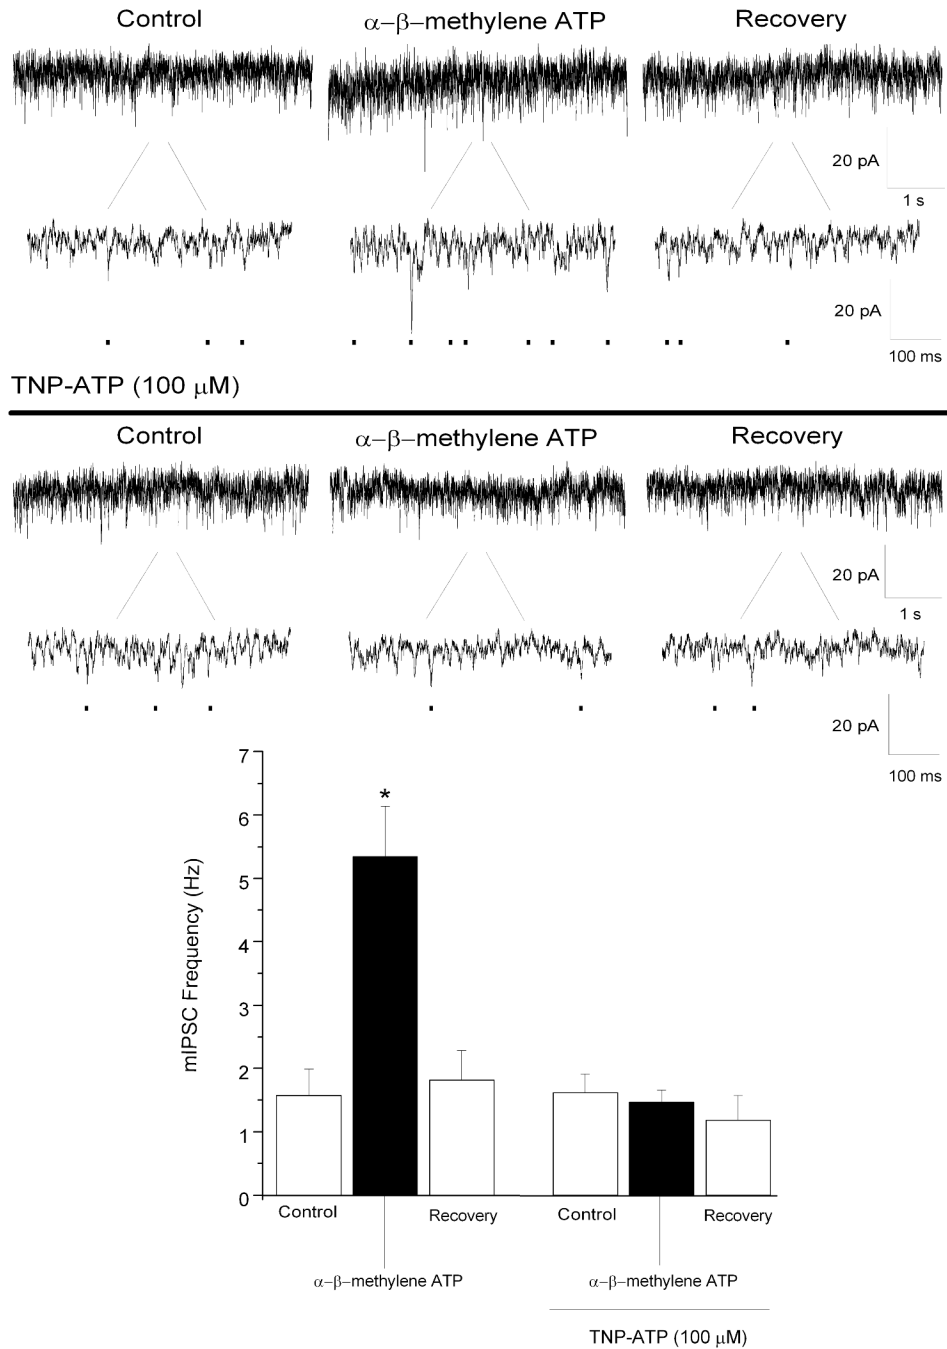 Control α−β−methylene ATP Recovery
20 pA
1 s
20 pA
100 ms
TNP-ATP (100 μM)
Control α−β−methylene ATP Recovery
20 pA
1 s
20 pA
100 ms
7
*
6
5
4
3
2
1
0
mIPSC Frequency (Hz)
Control Recovery Control Recovery
α−β−methylene ATP α−β−methylene ATP
TNP-ATP (100 μM)